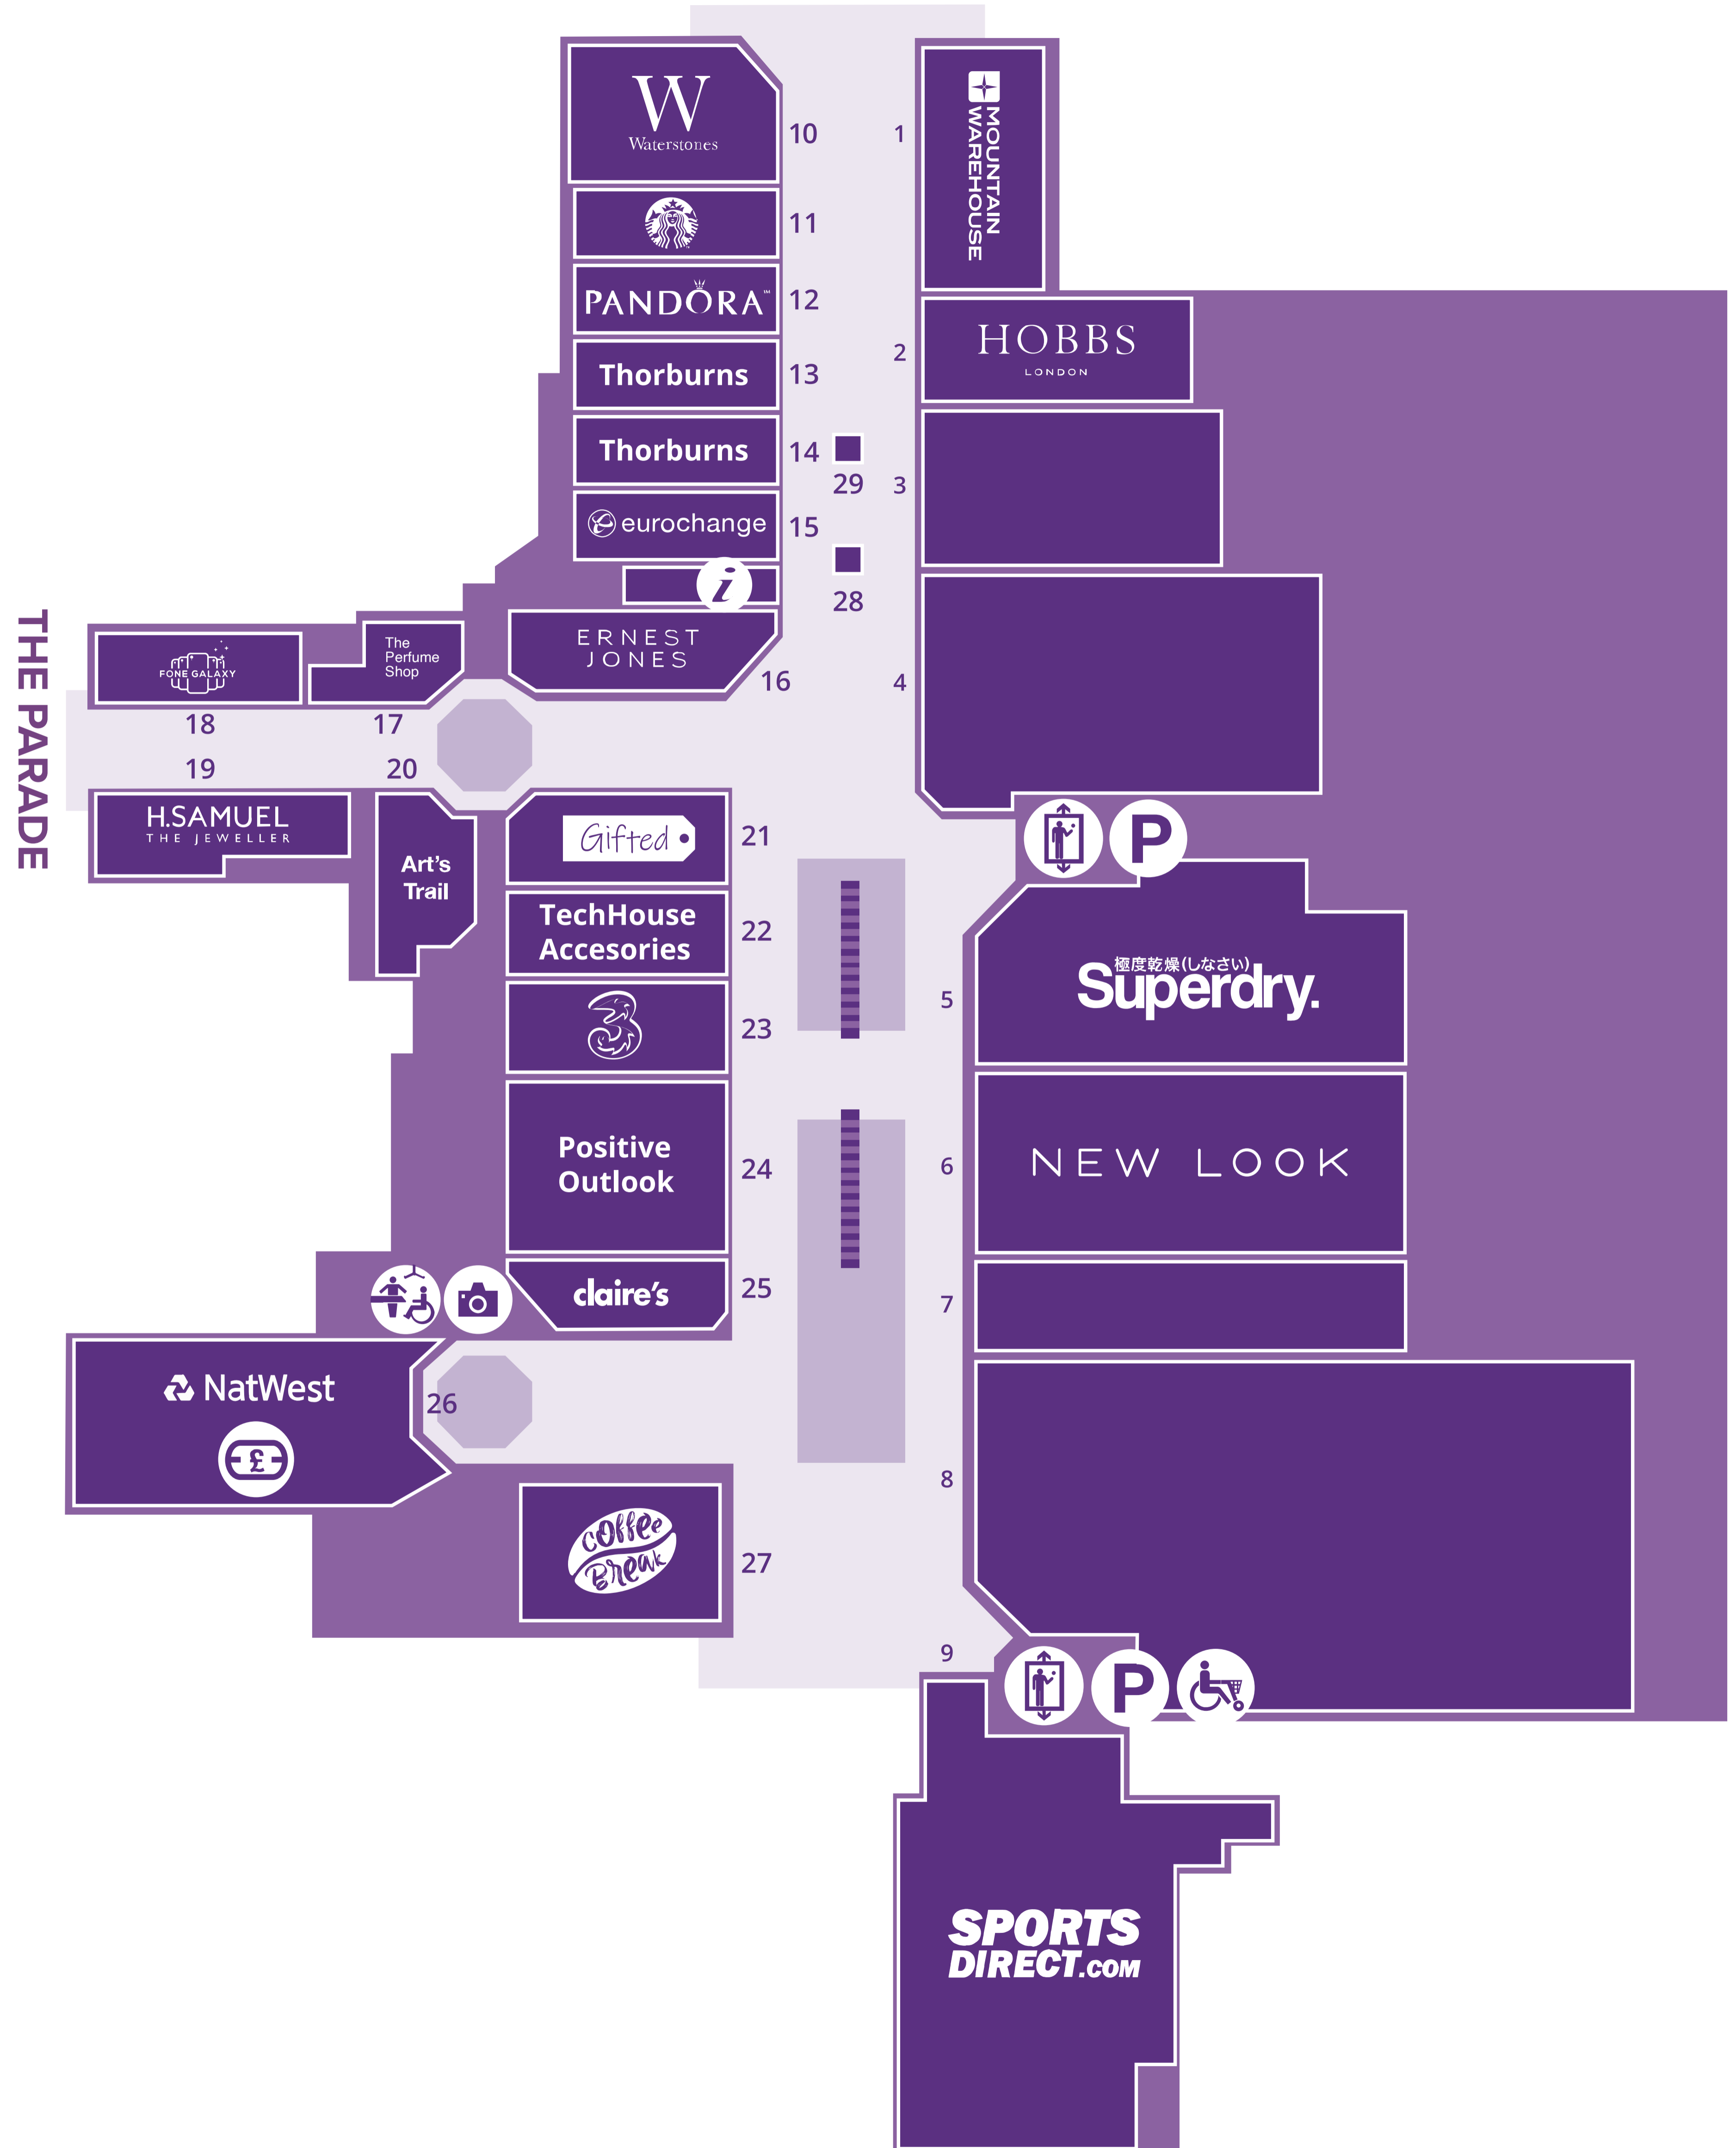 W
Waterstones
10
1
MOUNTAIN
WAREHOUSE
11
PANDORA™
12
HOBBS
LONDON
2
Thorburns
13
Thorburns
14
29
3
eurochange
15
i
28
ERNEST
JONES
16
4
THE PARADE
FONE GALAXY
18
The
Perfume
Shop
17
19
20
H.SAMUEL
THE JEWELLER
Art's
Trail
Gifted
21
P
TechHouse
Accesories
22
極度乾燥(しなさい)
Superdry.
5
3
23
Positive
Outlook
24
6
NEW LOOK
claire's
25
7
NatWest
£
26
8
coffee
Break
27
9
P
SPORTS
DIRECT.COM